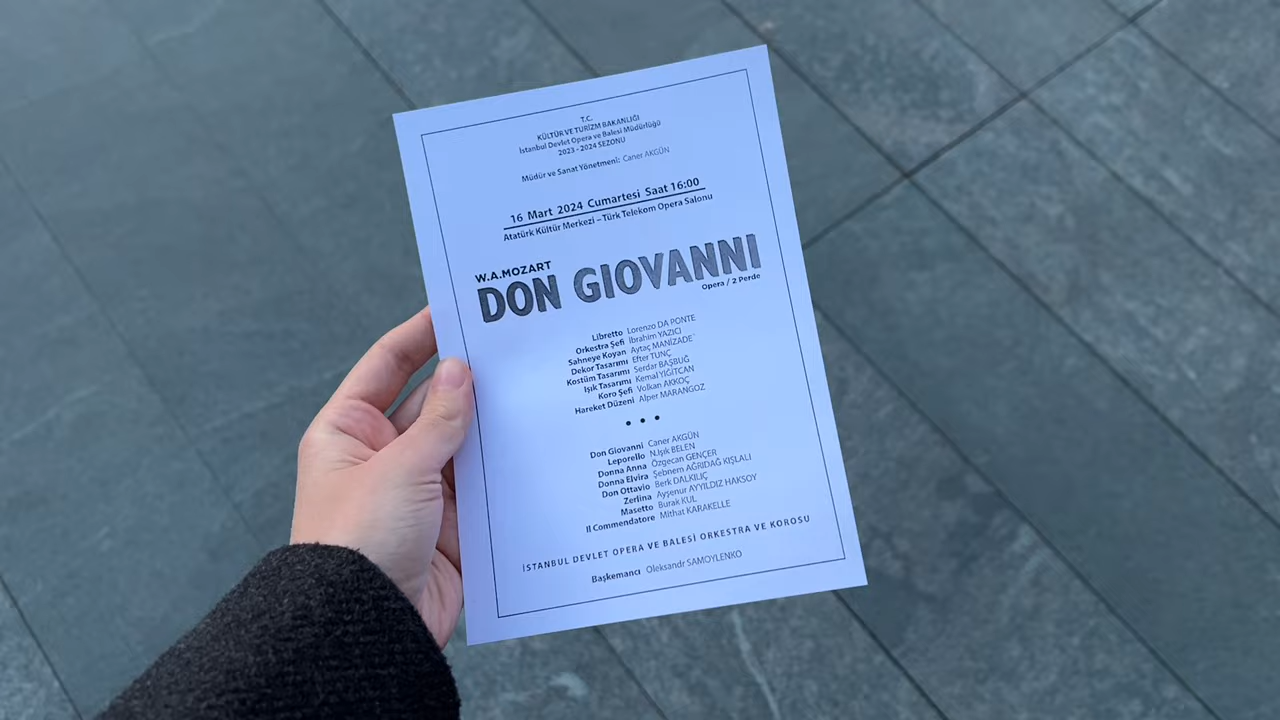 T.C.
KÜLTÜR VE TURİZM BAKANLIĞI
İstanbul Devlet Opera ve Balesi Müdürlüğü
2023 - 2024 SEZONU
Müdür ve Sanat Yönetmeni: Caner AKGÜN
16 Mart 2024 Cumartesi Saat 16:00
Atatürk Kültür Merkezi – Türk Telekom Opera Salonu
W.A.MOZART
DON GIOVANNI
Opera / 2 Perde
Libretto Lorenzo DA PONTE
Orkestra Şefi İbrahim YAZICI
Sahneye Koyan Aytaç MANİZADE
Dekor Tasarımı Efter TUNÇ
Kostüm Tasarımı Serdar BAŞBUĞ
Işık Tasarımı Kemal YİĞİTCAN
Koro Şefi Volkan AKKOÇ
Hareket Düzeni Alper MARANGOZ
• • •
Don Giovanni Caner AKGÜN
Leporello N.Işık BELEN
Donna Anna Özgecan GENÇER
Donna Elvira Şebnem AĞRIDAĞ KIŞLALI
Don Ottavio Berk DALKILIÇ
Zerlina Ayşenur AYYILDIZ HAKSOY
Masetto Burak KUL
Il Commendatore Mithat KARAKELLE
İSTANBUL DEVLET OPERA VE BALESİ ORKESTRA VE KOROSU
Başkemancı Oleksandr SAMOYLENKO